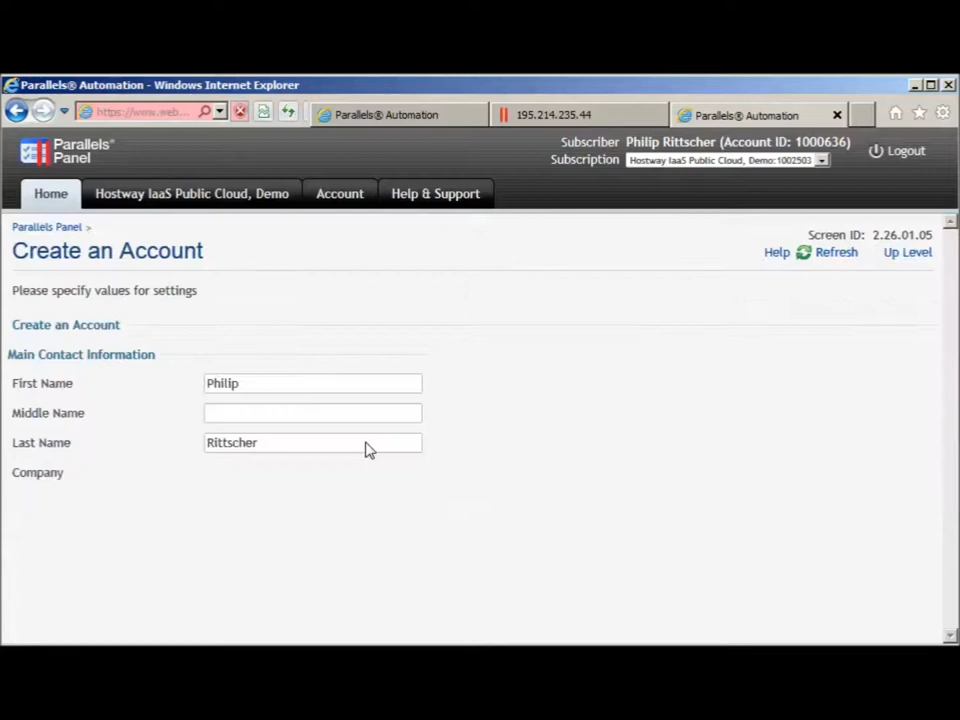 Parallels® Automation - Windows Internet Explorer
https://www.web...
Parallels® Automation
195.214.235.44
Parallels® Automation
Parallels®
Panel
Subscriber Philip Rittscher (Account ID: 1000636)
Subscription Hostway IaaS Public Cloud, Demo:1002503
Logout
Home
Hostway IaaS Public Cloud, Demo
Account
Help & Support
Parallels Panel >
Screen ID: 2.26.01.05
Create an Account
Help Refresh Up Level
Please specify values for settings
Create an Account
Main Contact Information
First Name Philip
Middle Name
Last Name Rittscher
Company